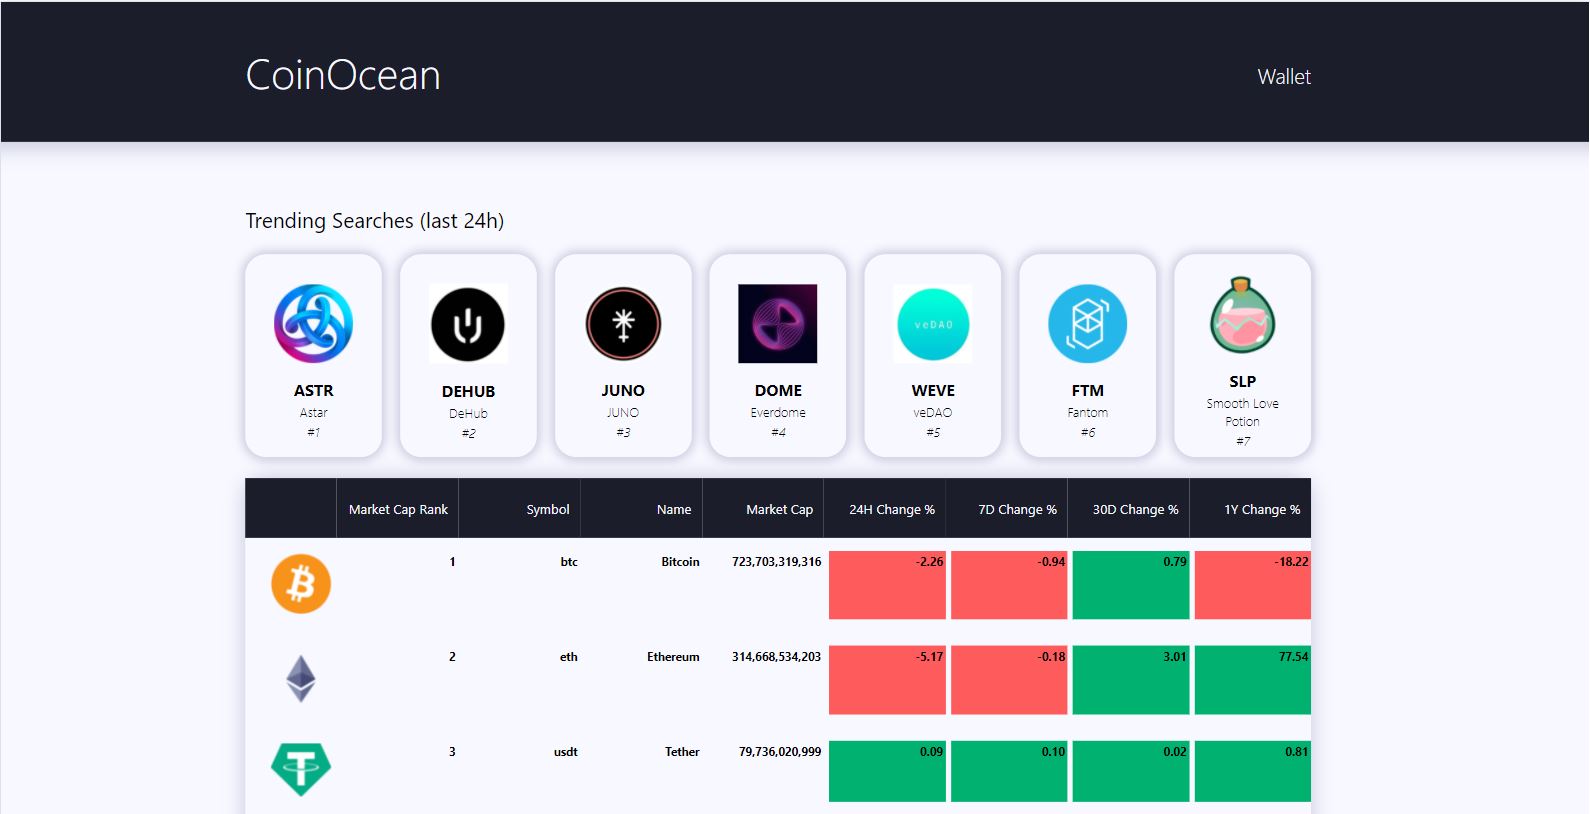 CoinOcean
Wallet
Trending Searches (last 24h)
ASTR
Astar
#1
DEHUB
DeHub
#2
JUNO
JUNO
#3
DOME
Everdome
#4
veDAO
WEVE
veDAO
#5
FTM
Fantom
#6
SLP
Smooth Love
Potion
#7
Market Cap Rank Symbol Name Market Cap 24H Change % 7D Change % 30D Change % 1Y Change %
1 btc Bitcoin 723,703,319,316 -2.26 -0.94 0.79 -18.22
2 eth Ethereum 314,668,534,203 -5.17 -0.18 3.01 77.54
3 usdt Tether 79,736,020,999 0.09 0.10 0.02 0.81